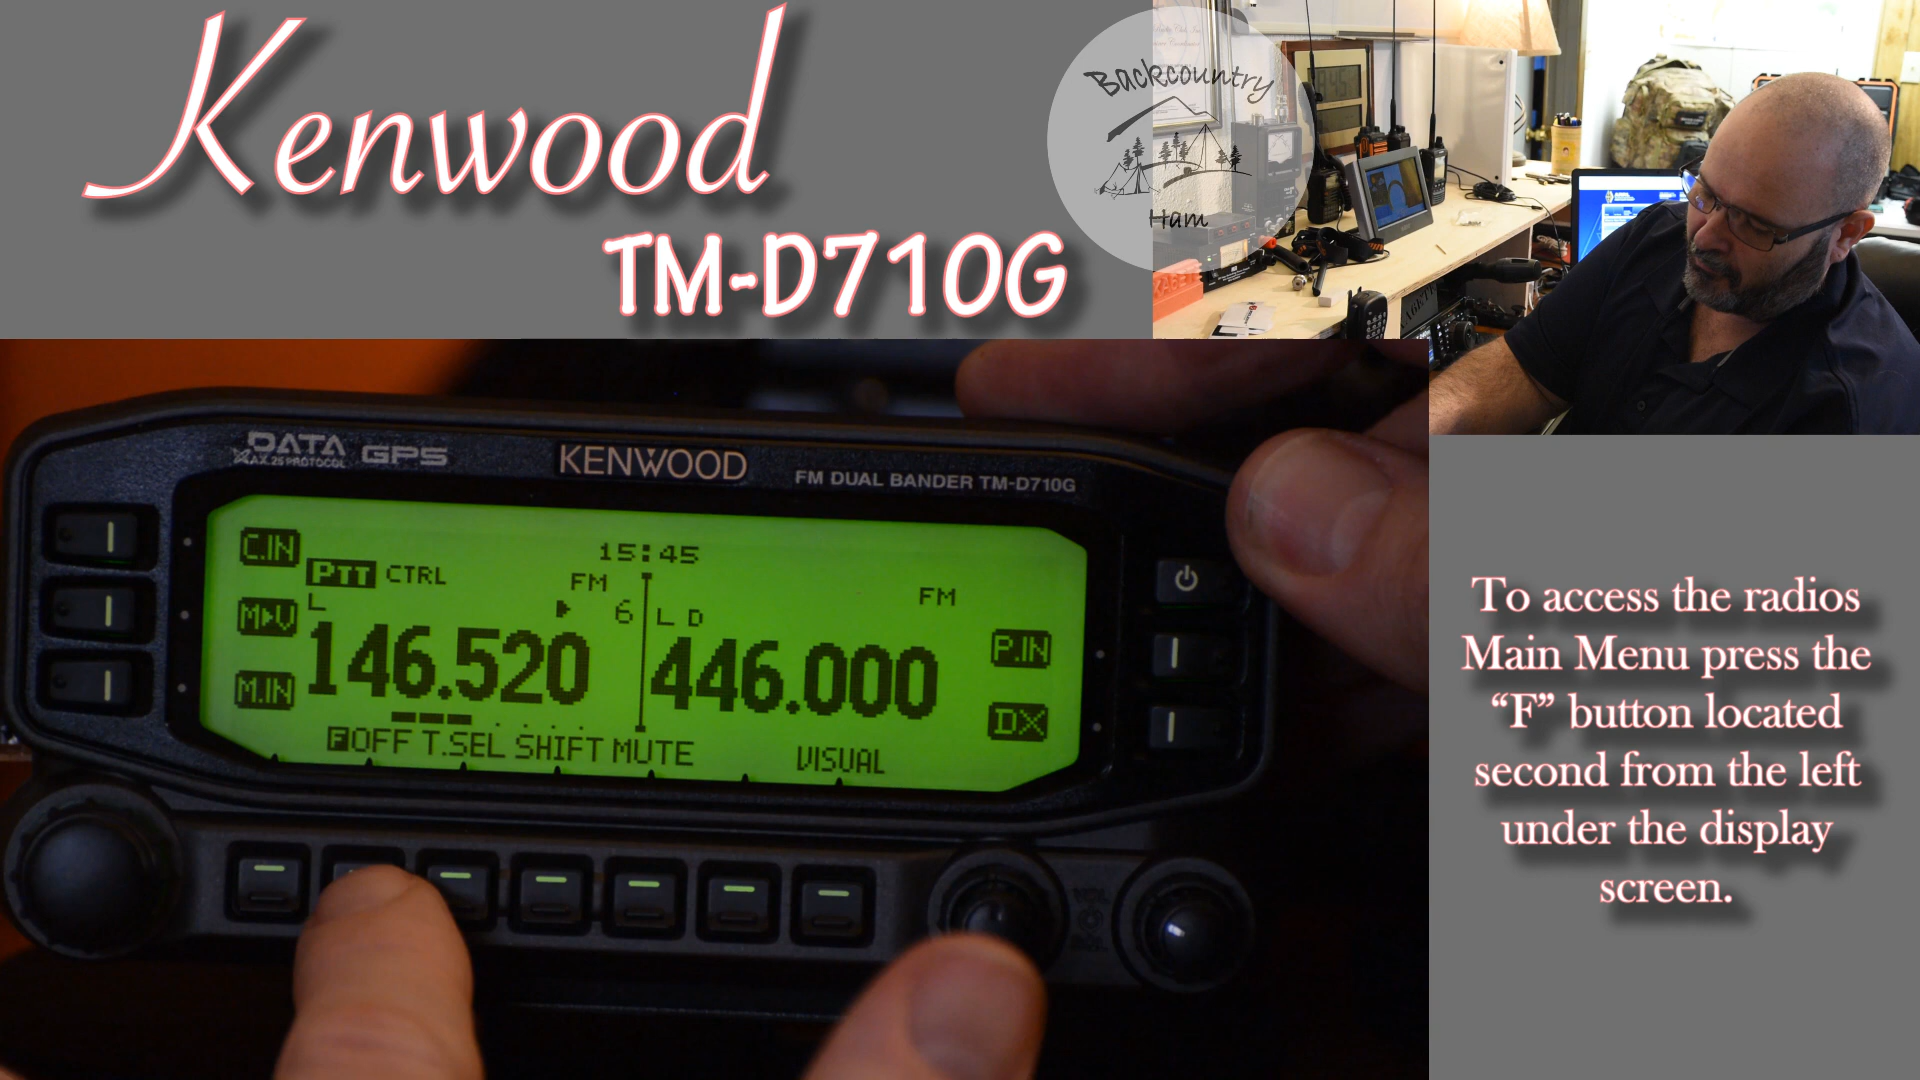 Kenwood
TM-D710G
Backcountry
Ham
DATA GPS
AX.25 PROTOCOL
KENWOOD
FM DUAL BANDER TM-D710G
C.IN
15:45
PTT CTRL
FM
FM
M▶V
L
6
L D
146.520
446.000
P.IN
M.IN
DX
F OFF T.SEL SHIFT MUTE
VISUAL
To access the radios
Main Menu press the
“F” button located
second from the left
under the display
screen.